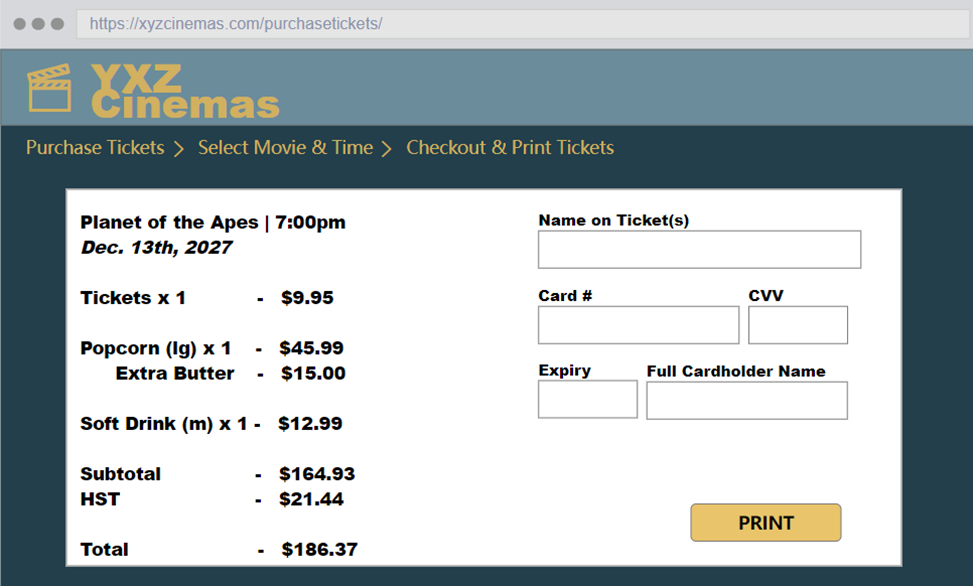 https://xyzcinemas.com/purchasetickets/
YXZ
Cinemas
Purchase Tickets > Select Movie & Time > Checkout & Print Tickets
Planet of the Apes | 7:00pm
Dec. 13th, 2027
Tickets x 1 - $9.95
Popcorn (lg) x 1 - $45.99
Extra Butter - $15.00
Soft Drink (m) x 1 - $12.99
Subtotal - $164.93
HST - $21.44
Total - $186.37
Name on Ticket(s)
Card # CVV
Expiry Full Cardholder Name
PRINT